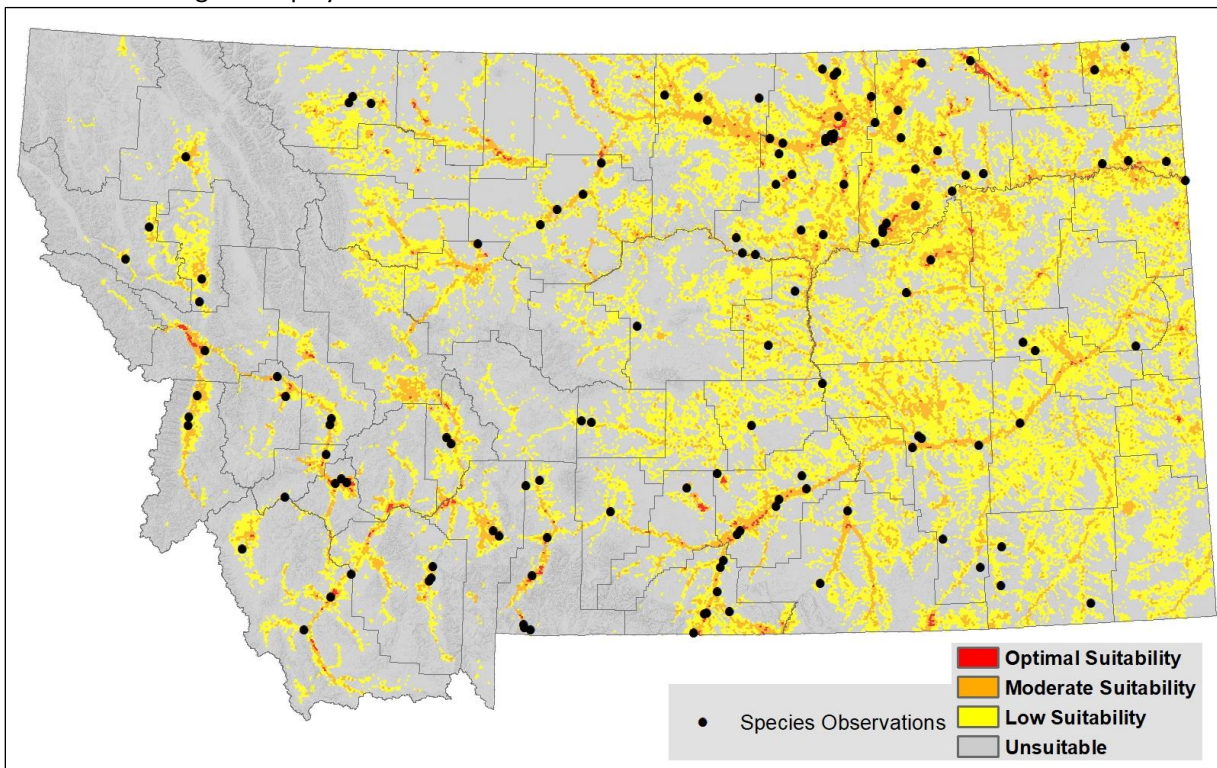 Species Observations
Optimal Suitability
Moderate Suitability
Low Suitability
Unsuitable